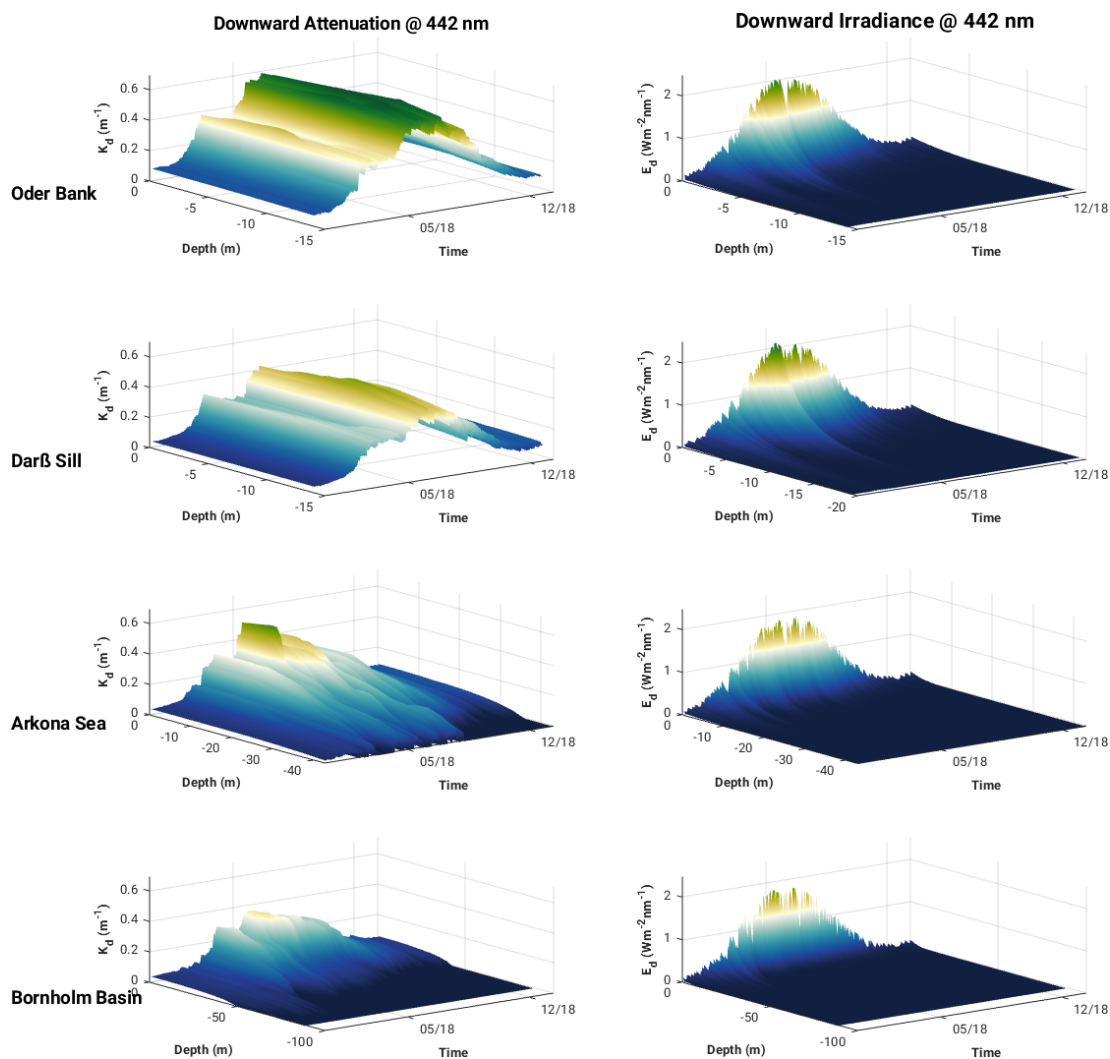 Downward Attenuation @ 442 nm
Downward Irradiance @ 442 nm
Oder Bank
K_d (m^-1)
0.6
0.4
0.2
0
0
-5
-10
-15
Depth (m)
05/18
12/18
Time
E_d (Wm^-2nm^-1)
2
1
0
0
-5
-10
-15
Depth (m)
05/18
12/18
Time
Darß Sill
K_d (m^-1)
0.6
0.4
0.2
0
0
-5
-10
-15
Depth (m)
05/18
12/18
Time
E_d (Wm^-2nm^-1)
2
1
0
0
-5
-10
-15
-20
Depth (m)
05/18
12/18
Time
Arkona Sea
K_d (m^-1)
0.6
0.4
0.2
0
0
-10
-20
-30
-40
Depth (m)
05/18
12/18
Time
E_d (Wm^-2nm^-1)
2
1
0
0
-10
-20
-30
-40
Depth (m)
05/18
12/18
Time
Bornholm Basin
K_d (m^-1)
0.6
0.4
0.2
0
0
-50
-100
Depth (m)
05/18
12/18
Time
E_d (Wm^-2nm^-1)
2
1
0
0
-50
-100
Depth (m)
05/18
12/18
Time